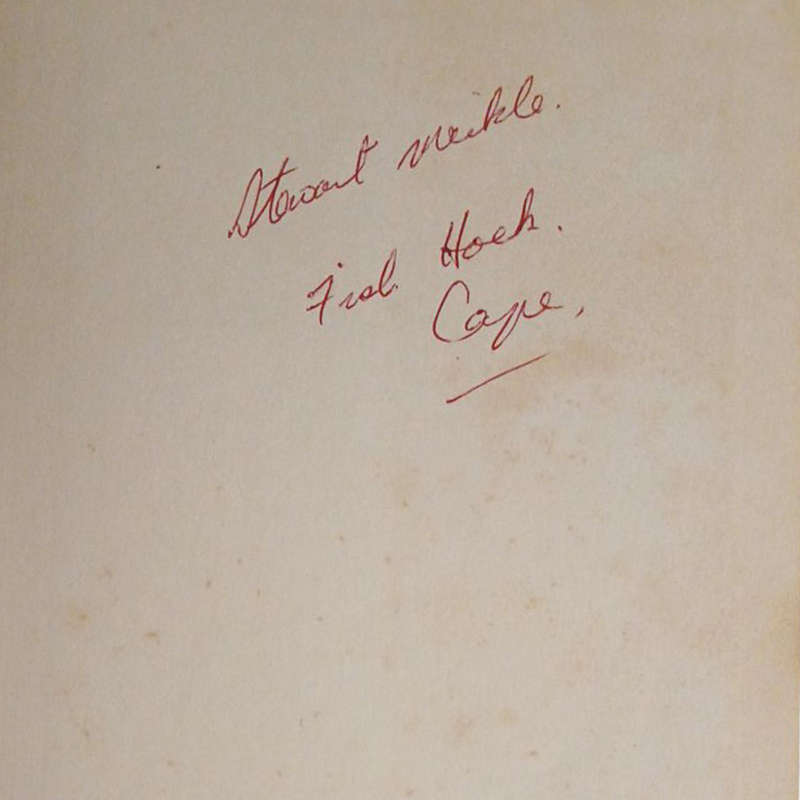 Stewart Meikle.
Fish Hoek.
Cape,